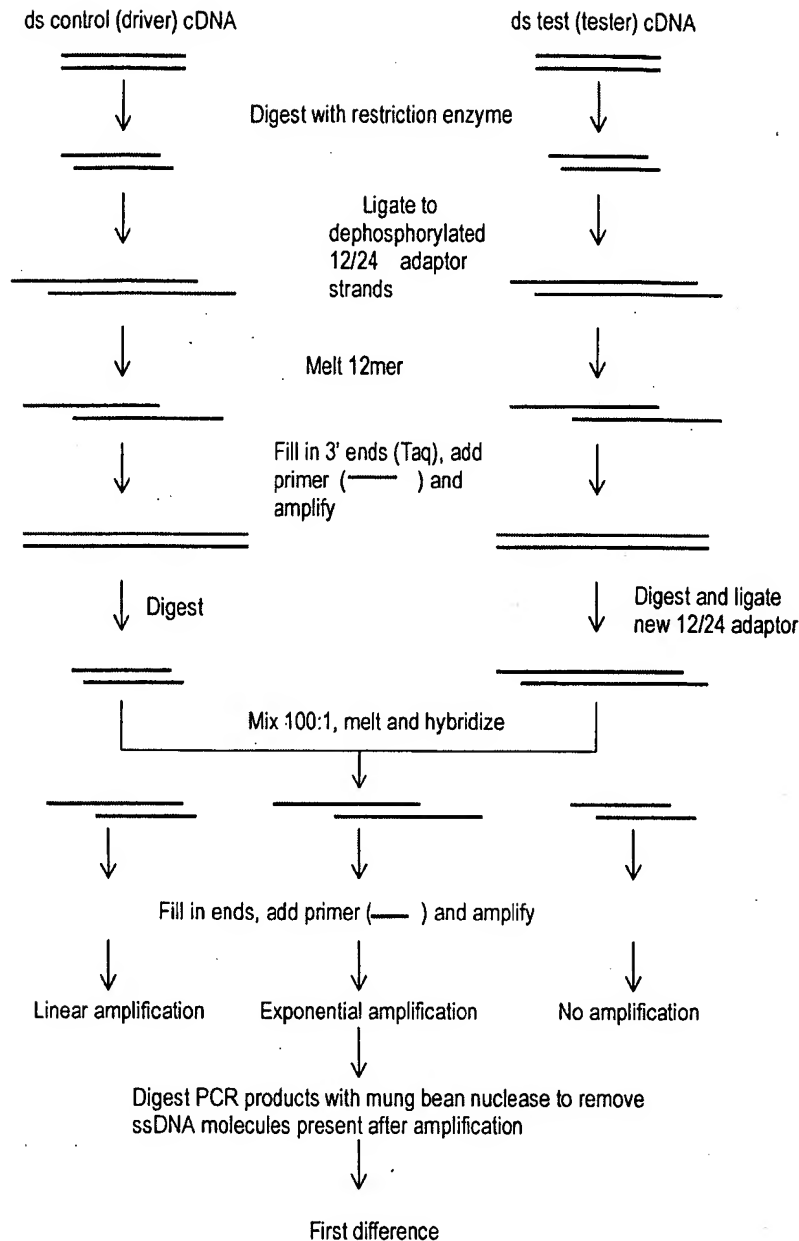 ds control (driver) cDNA
ds test (tester) cDNA
Digest with restriction enzyme
Ligate to
dephosphorylated
12/24 adaptor
strands
Melt 12mer
Fill in 3' ends (Taq), add
primer ( ) and
amplify
Digest
Digest and ligate
new 12/24 adaptor
Mix 100:1, melt and hybridize
Fill in ends, add primer ( ) and amplify
Linear amplification
Exponential amplification
No amplification
Digest PCR products with mung bean nuclease to remove
ssDNA molecules present after amplification
First difference